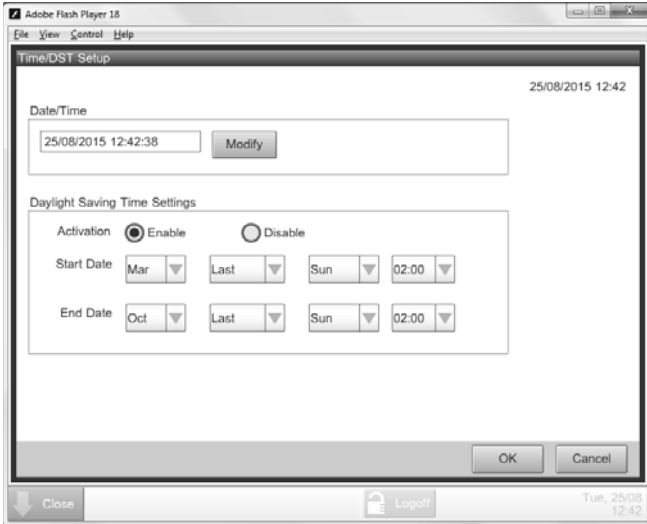 Adobe Flash Player 18
File View Control Help
Time/DST Setup
25/08/2015 12:42
Date/Time
25/08/2015 12:42:38 Modify
Daylight Saving Time Settings
Activation Enable Disable
Start Date Mar Last Sun 02:00
End Date Oct Last Sun 02:00
OK Cancel
Close Logoff Tue, 25/08
12:42